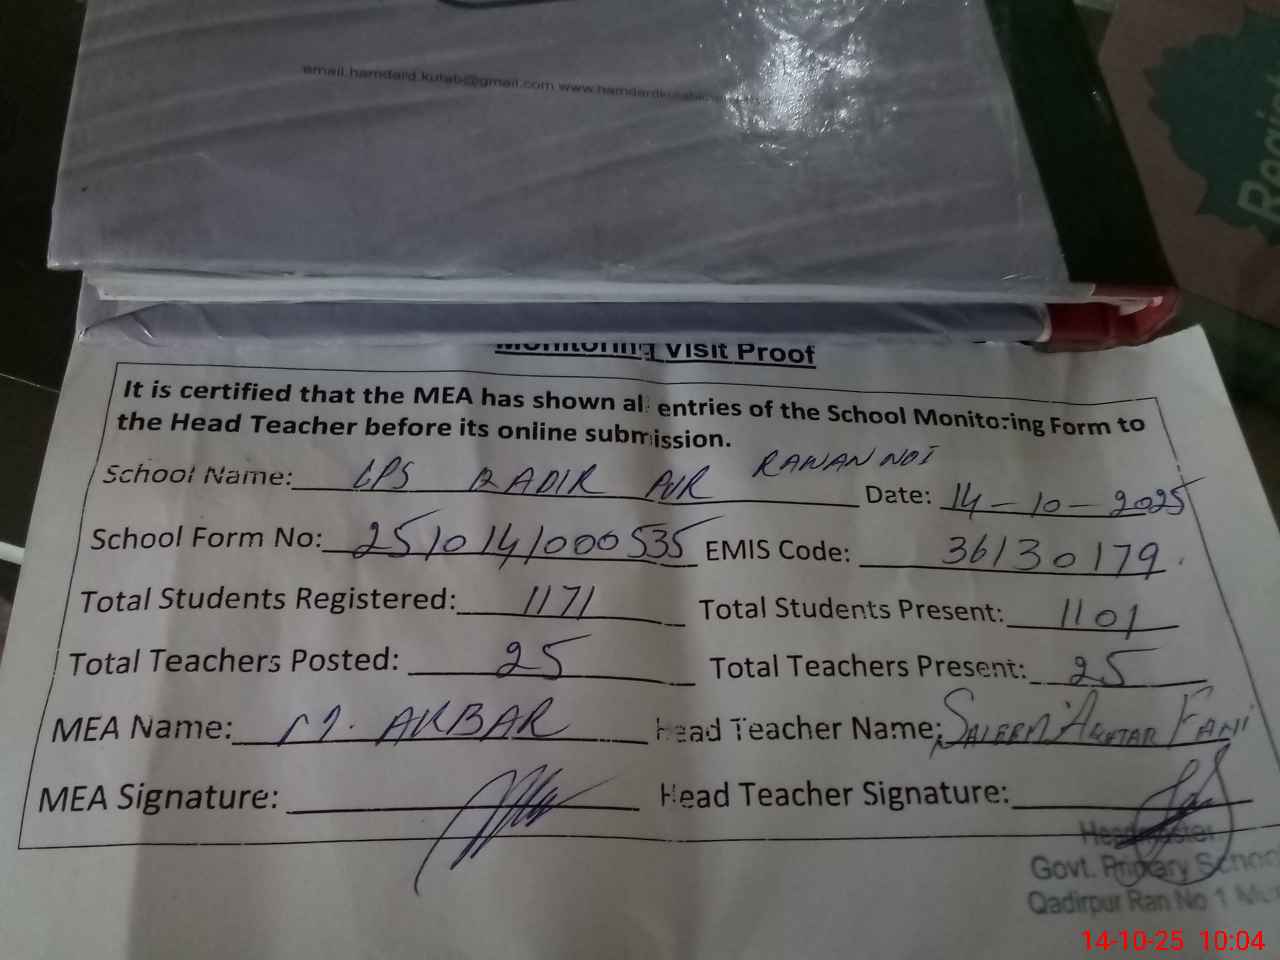 email.hamdard.kutab@gmail.com
Monitoring Visit Proof
It is certified that the MEA has shown all entries of the School Monitoring Form to
the Head Teacher before its online submission.
School Name: GPS QADIR PUR RAWAN NO1 Date: 14-10-2025
School Form No: 251014000535 EMIS Code: 36130179
Total Students Registered: 1171 Total Students Present: 1101
Total Teachers Posted: 25 Total Teachers Present: 25
MEA Name: M. AKBAR Head Teacher Name: SALEEM AKHTAR
MEA Signature: Head Teacher Signature:
Headmaster
Govt. Primary School
Qadirpur Ran No 1
14-10-25 10:04